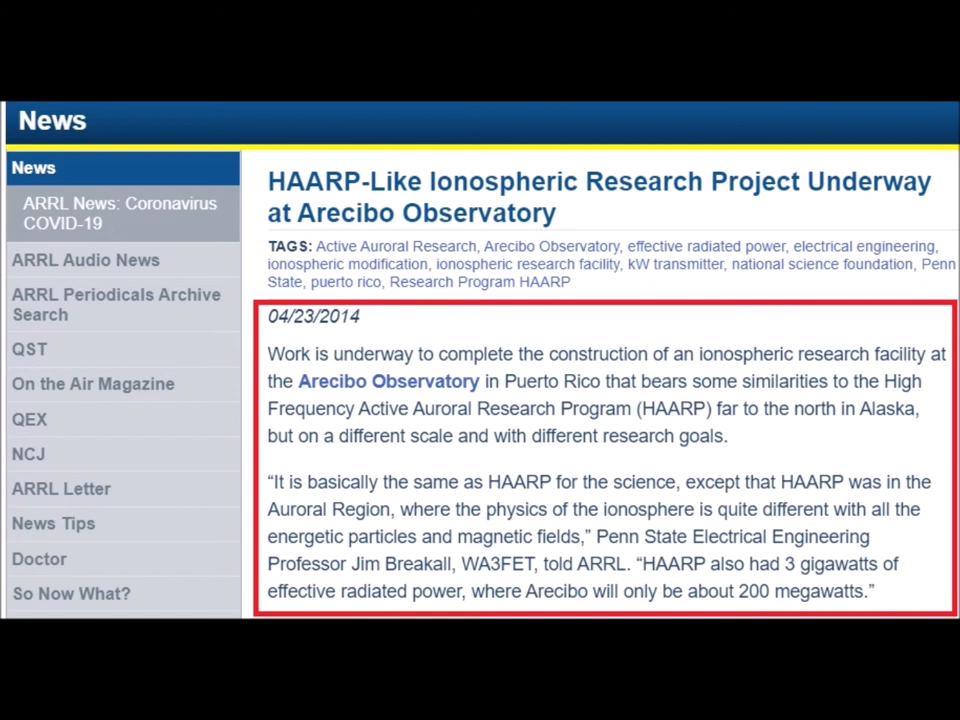 News
News
ARRL News: Coronavirus
COVID-19
ARRL Audio News
ARRL Periodicals Archive
Search
QST
On the Air Magazine
QEX
NCJ
ARRL Letter
News Tips
Doctor
So Now What?
HAARP-Like Ionospheric Research Project Underway
at Arecibo Observatory
TAGS: Active Auroral Research, Arecibo Observatory, effective radiated power, electrical engineering,
ionospheric modification, ionospheric research facility, kW transmitter, national science foundation, Penn
State, puerto rico, Research Program HAARP
04/23/2014
Work is underway to complete the construction of an ionospheric research facility at
the Arecibo Observatory in Puerto Rico that bears some similarities to the High
Frequency Active Auroral Research Program (HAARP) far to the north in Alaska,
but on a different scale and with different research goals.
“It is basically the same as HAARP for the science, except that HAARP was in the
Auroral Region, where the physics of the ionosphere is quite different with all the
energetic particles and magnetic fields,” Penn State Electrical Engineering
Professor Jim Breakall, WA3FET, told ARRL. “HAARP also had 3 gigawatts of
effective radiated power, where Arecibo will only be about 200 megawatts.”